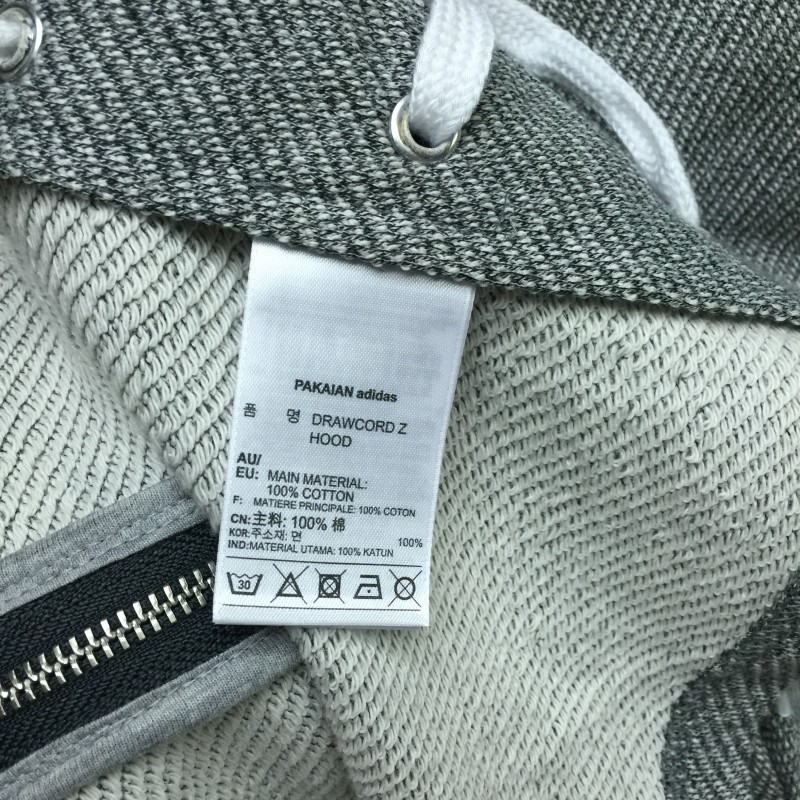 PAKAIAN adidas
품 명 DRAWCORD Z
HOOD
AU/
EU: MAIN MATERIAL:
100% COTTON
F: MATIERE PRINCIPALE: 100% COTON
CN:主料: 100% 棉
KOR:주소재: 면 100%
IND:MATERIAL UTAMA: 100% KATUN
30